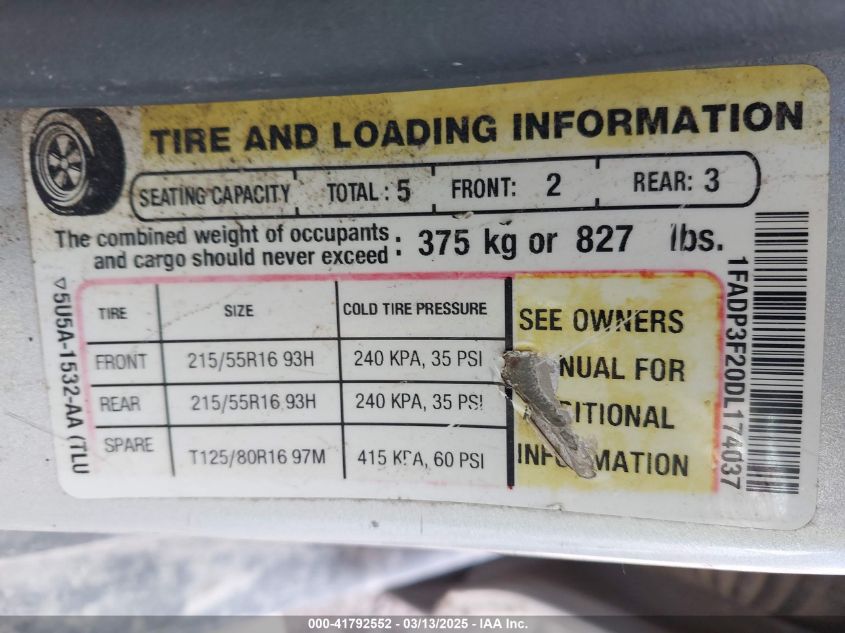 TIRE AND LOADING INFORMATION
SEATING CAPACITY TOTAL : 5 FRONT: 2 REAR: 3
The combined weight of occupants
and cargo should never exceed : 375 kg or 827 lbs.
TIRE SIZE COLD TIRE PRESSURE
FRONT 215/55R16 93H 240 KPA, 35 PSI
REAR 215/55R16 93H 240 KPA, 35 PSI
SPARE T125/80R16 97M 415 KPA, 60 PSI
SEE OWNERS
NUAL FOR
ITIONAL
INF MATION
5U5A-1532-AA (TLU
1FADP3F20DL174037
000-41792552 - 03/13/2025 - IAA Inc.